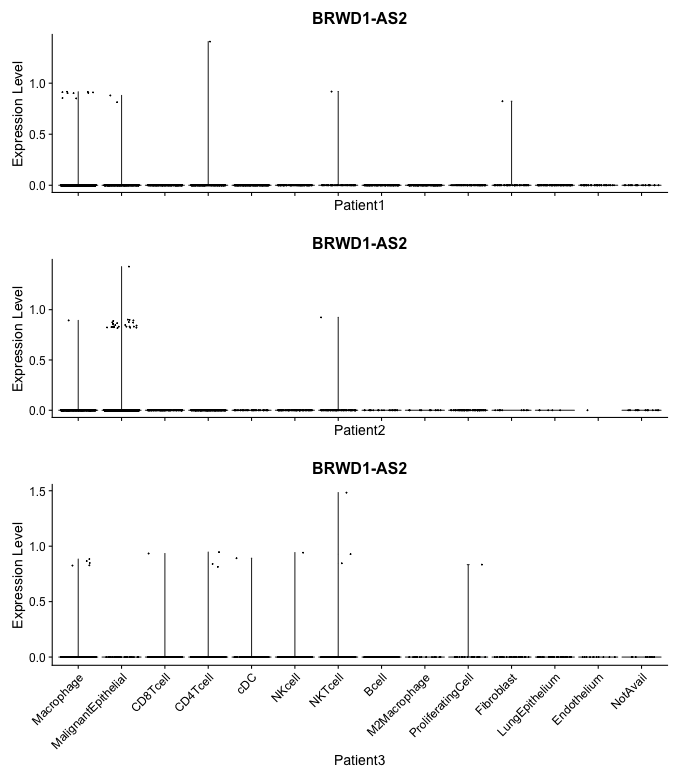 BRWD1-AS2
Expression Level
1.0
0.5
0.0
Patient1
BRWD1-AS2
Expression Level
1.0
0.5
0.0
Patient2
BRWD1-AS2
Expression Level
1.5
1.0
0.5
0.0
Macrophage
MalignantEpithelial
CD8Tcell
CD4Tcell
cDC
NKcell
NKTcell
Bcell
M2Macrophage
ProliferatingCell
Fibroblast
LungEpithelium
Endothelium
NotAvail
Patient3